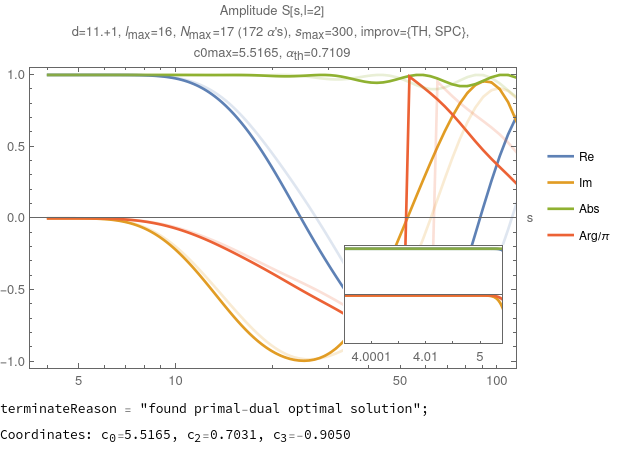 Amplitude S[s,l=2]
d=11.+1, lmax=16, Nmax=17 (172 α's), smax=300, improv={TH, SPC},
c0max=5.5165, αth=0.7109
1.0
0.5
0.0
-0.5
-1.0
s
Re
Im
Abs
Arg/π
4.0001 4.01 5
5 10 50 100
terminateReason = "found primal-dual optimal solution";
Coordinates: c0=5.5165, c2=0.7031, c3=-0.9050